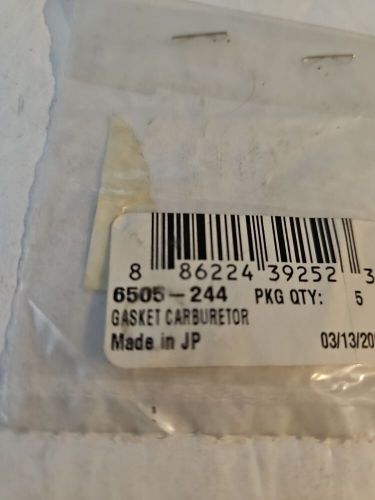 8 86224 39252 3
6505-244 PKG QTY: 5
GASKET CARBURETOR
Made in JP 03/13/20